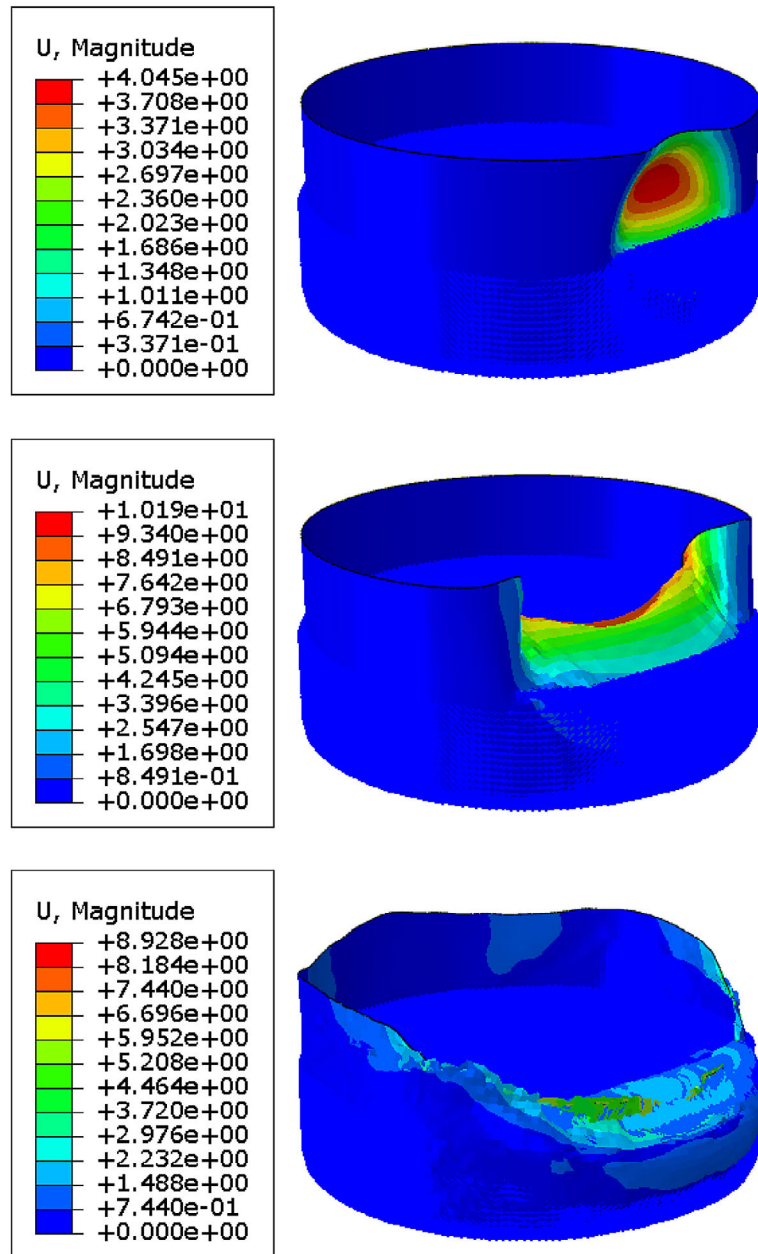 U, Magnitude
+4.045e+00
+3.708e+00
+3.371e+00
+3.034e+00
+2.697e+00
+2.360e+00
+2.023e+00
+1.686e+00
+1.348e+00
+1.011e+00
+6.742e-01
+3.371e-01
+0.000e+00
U, Magnitude
+1.019e+01
+9.340e+00
+8.491e+00
+7.642e+00
+6.793e+00
+5.944e+00
+5.094e+00
+4.245e+00
+3.396e+00
+2.547e+00
+1.698e+00
+8.491e-01
+0.000e+00
U, Magnitude
+8.928e+00
+8.184e+00
+7.440e+00
+6.696e+00
+5.952e+00
+5.208e+00
+4.464e+00
+3.720e+00
+2.976e+00
+2.232e+00
+1.488e+00
+7.440e-01
+0.000e+00